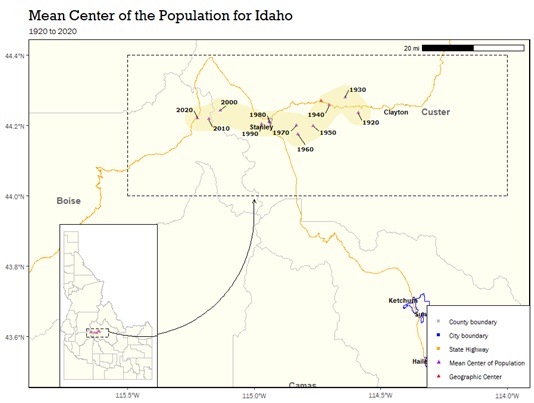 Mean Center of the Population for Idaho
1920 to 2020
44.4°N
20 mi
1930
2000
2020
1980
1940
Clayton
Custer
44.2°N
Stanley
1920
2010
1990
1970
1950
1960
44.0°N
Boise
43.8°N
Ketchum
County boundary
City boundary
43.6°N
State Highway
Mean Center of Population
Geographic Center
Camas
115.5°W
115.0°W
114.5°W
114.0°W